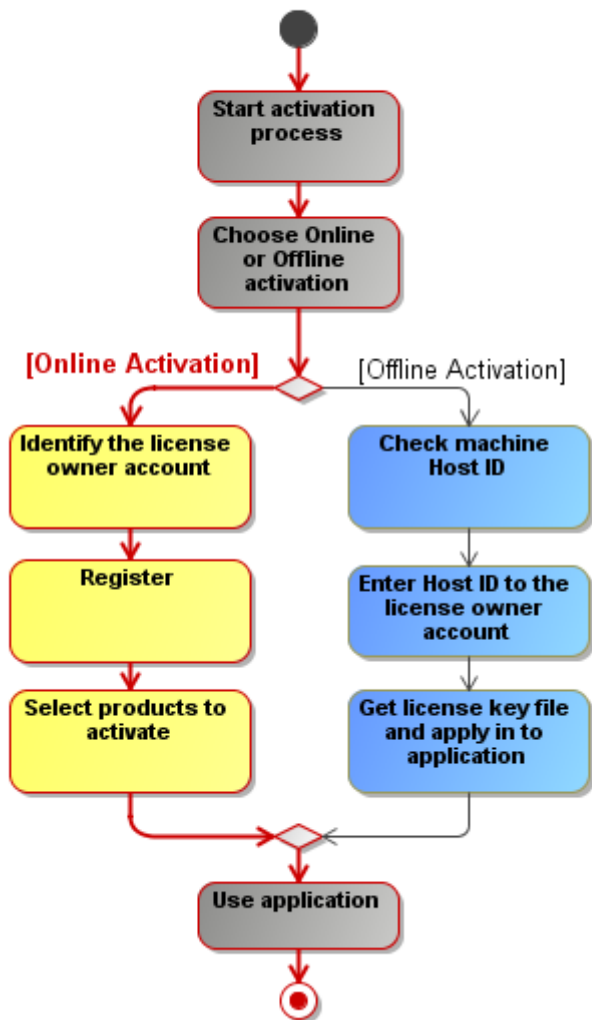 Start activation
process
Choose Online
or Offline
activation
[Online Activation]
[Offline Activation]
Identify the license
owner account
Check machine
Host ID
Register
Enter Host ID to the
license owner
account
Select products to
activate
Get license key file
and apply in to
application
Use application